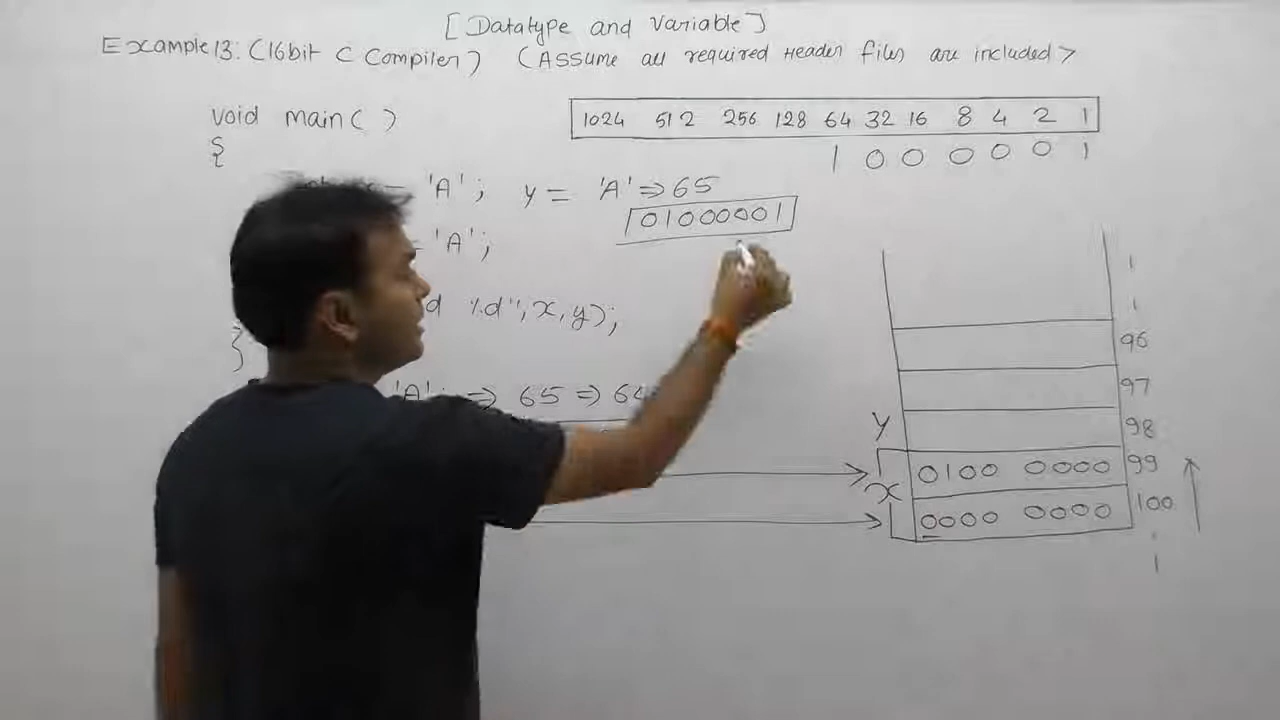 [Datatype and Variable]
Example 13: (16bit C Compiler) (Assume all required Header files are included>
void main( )
{
1024 512 256 128 64 32 16 8 4 2 1
1 0 0 0 0 0 1
= 'A'; y = 'A' => 65
01000001
= 'A';
d %d", x, y);
}
'A'; => 65 => 64
1
1
96
97
y 98
0100 0000 99
x
0000 0000 100